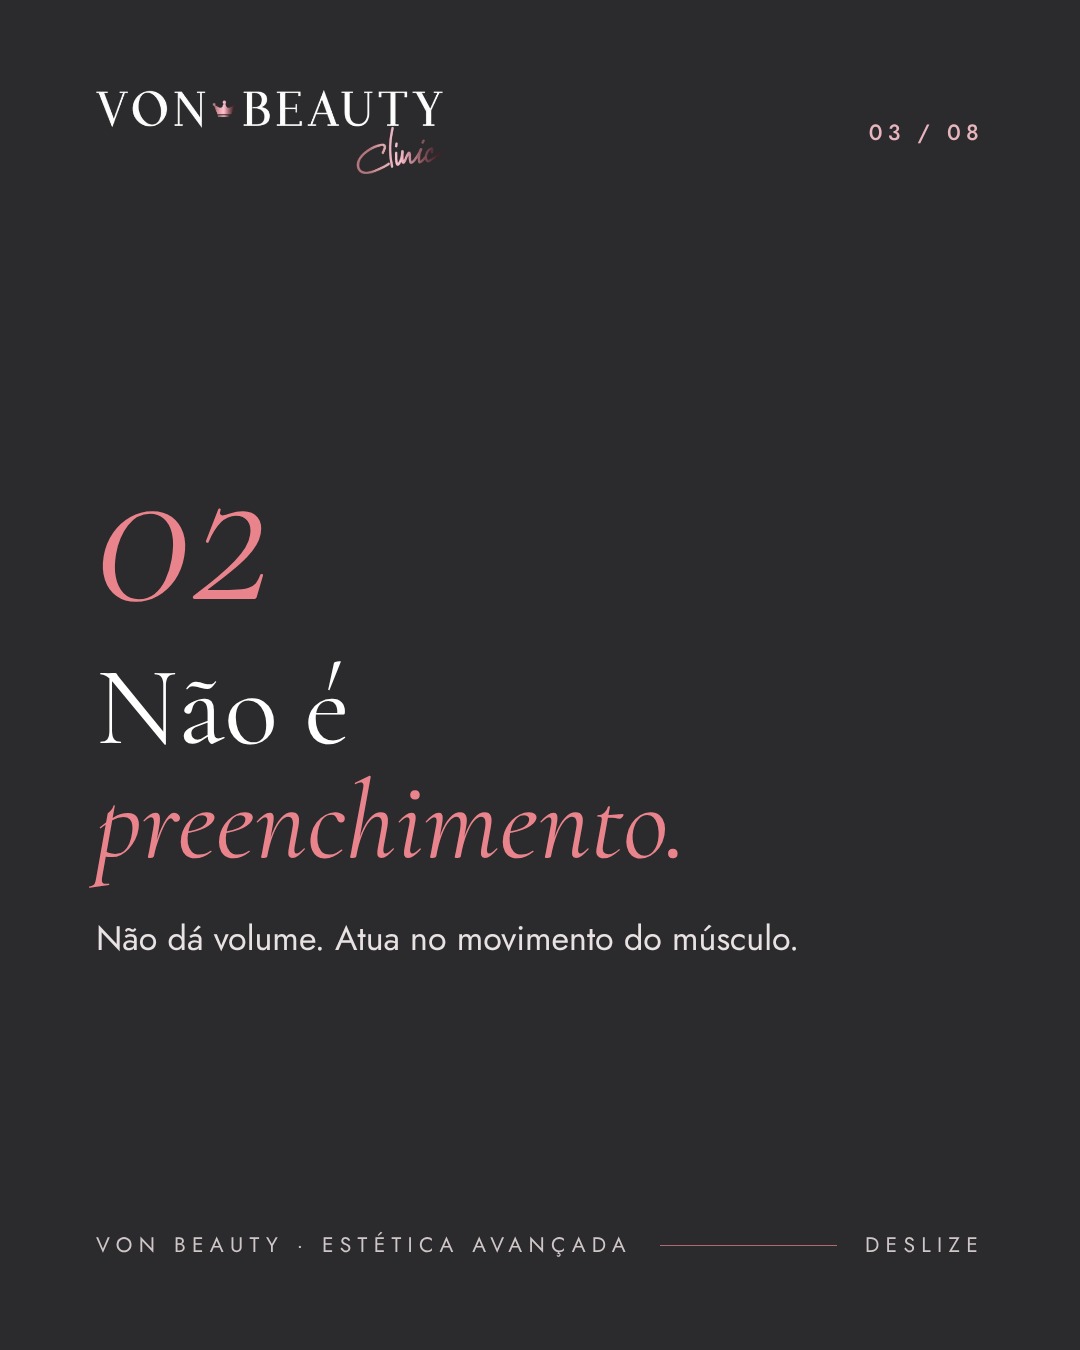 VON BEAUTY
Clinic
03 / 08
02
Não é
preenchimento.
Não dá volume. Atua no movimento do músculo.
VON BEAUTY · ESTÉTICA AVANÇADA
DESLIZE